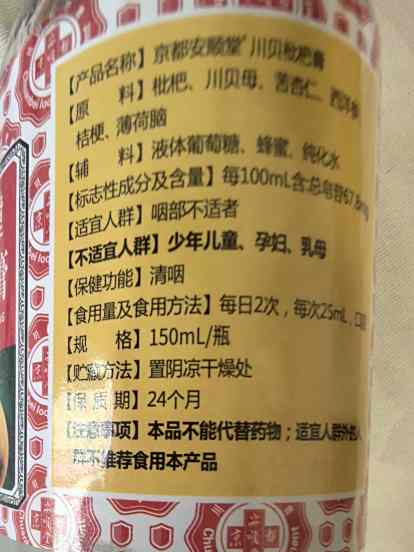 【产品名称】京都安顺堂®川贝枇杷膏
【原 料】枇杷、川贝母、苦杏仁、西洋参
桔梗、薄荷脑
【辅 料】液体葡萄糖、蜂蜜、纯化水
【标志性成分及含量】每100mL含:总皂苷67.8mg
【适宜人群】咽部不适者
【不适宜人群】少年儿童、孕妇、乳母
【保健功能】清咽
【食用量及食用方法】每日2次，每次25mL，口服
【规 格】150mL/瓶
【贮藏方法】置阴凉干燥处
【保 质 期】24个月
【注意事项】本品不能代替药物；适宜人群外的人
群不推荐食用本产品